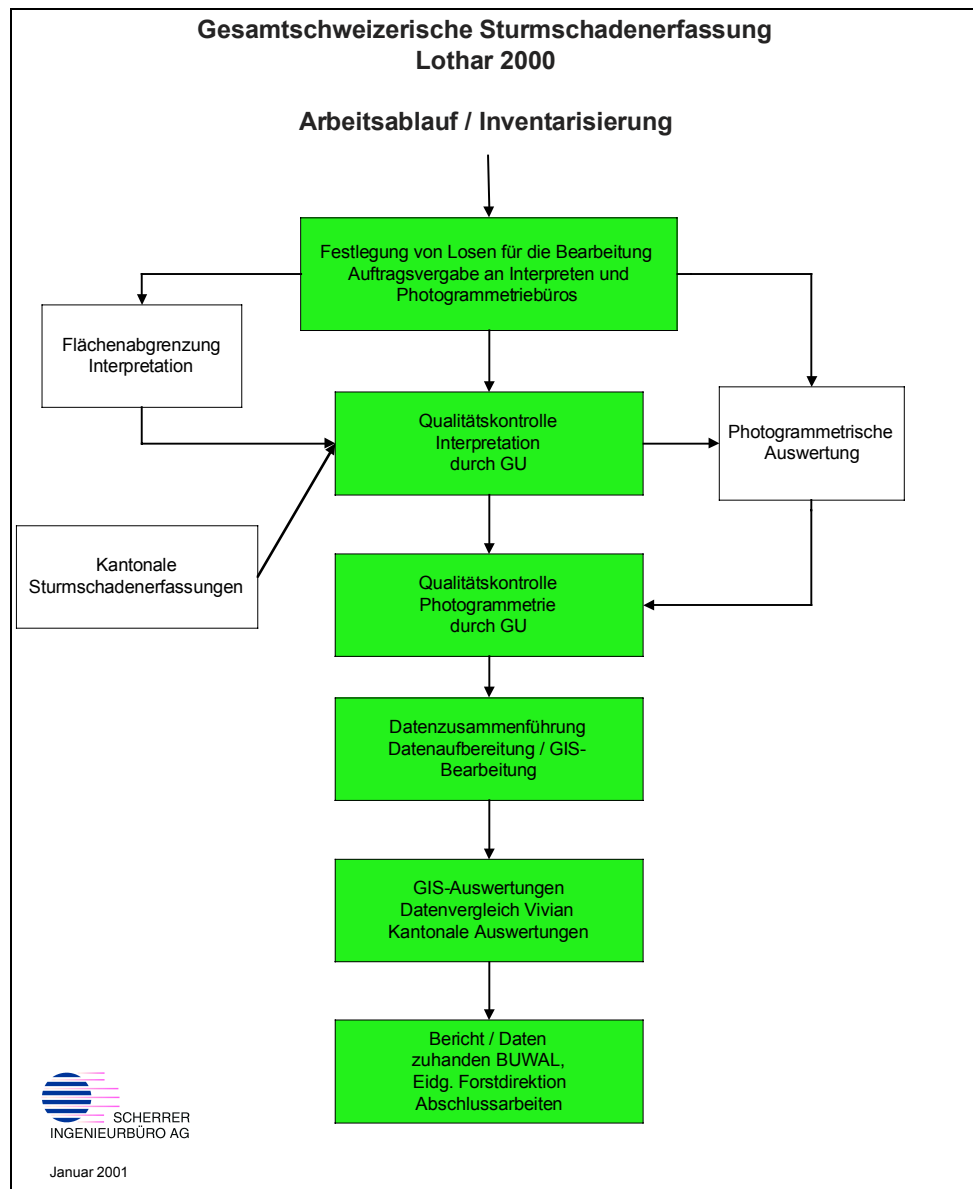 Gesamtschweizerische Sturmschadenerfassung
Lothar 2000
Arbeitsablauf / Inventarisierung
Festlegung von Losen für die Bearbeitung
Auftragsvergabe an Interpreten und
Photogrammetriebüros
Flächenabgrenzung
Interpretation
Qualitätskontrolle
Interpretation
durch GU
Photogrammetrische
Auswertung
Kantonale
Sturmschadenerfassungen
Qualitätskontrolle
Photogrammetrie
durch GU
Datenzusammenführung
Datenaufbereitung / GIS-
Bearbeitung
GIS-Auswertungen
Datenvergleich Vivian
Kantonale Auswertungen
Bericht / Daten
zuhanden BUWAL,
Eidg. Forstdirektion
Abschlussarbeiten
SCHERRER
INGENIEURBÜRO AG
Januar 2001